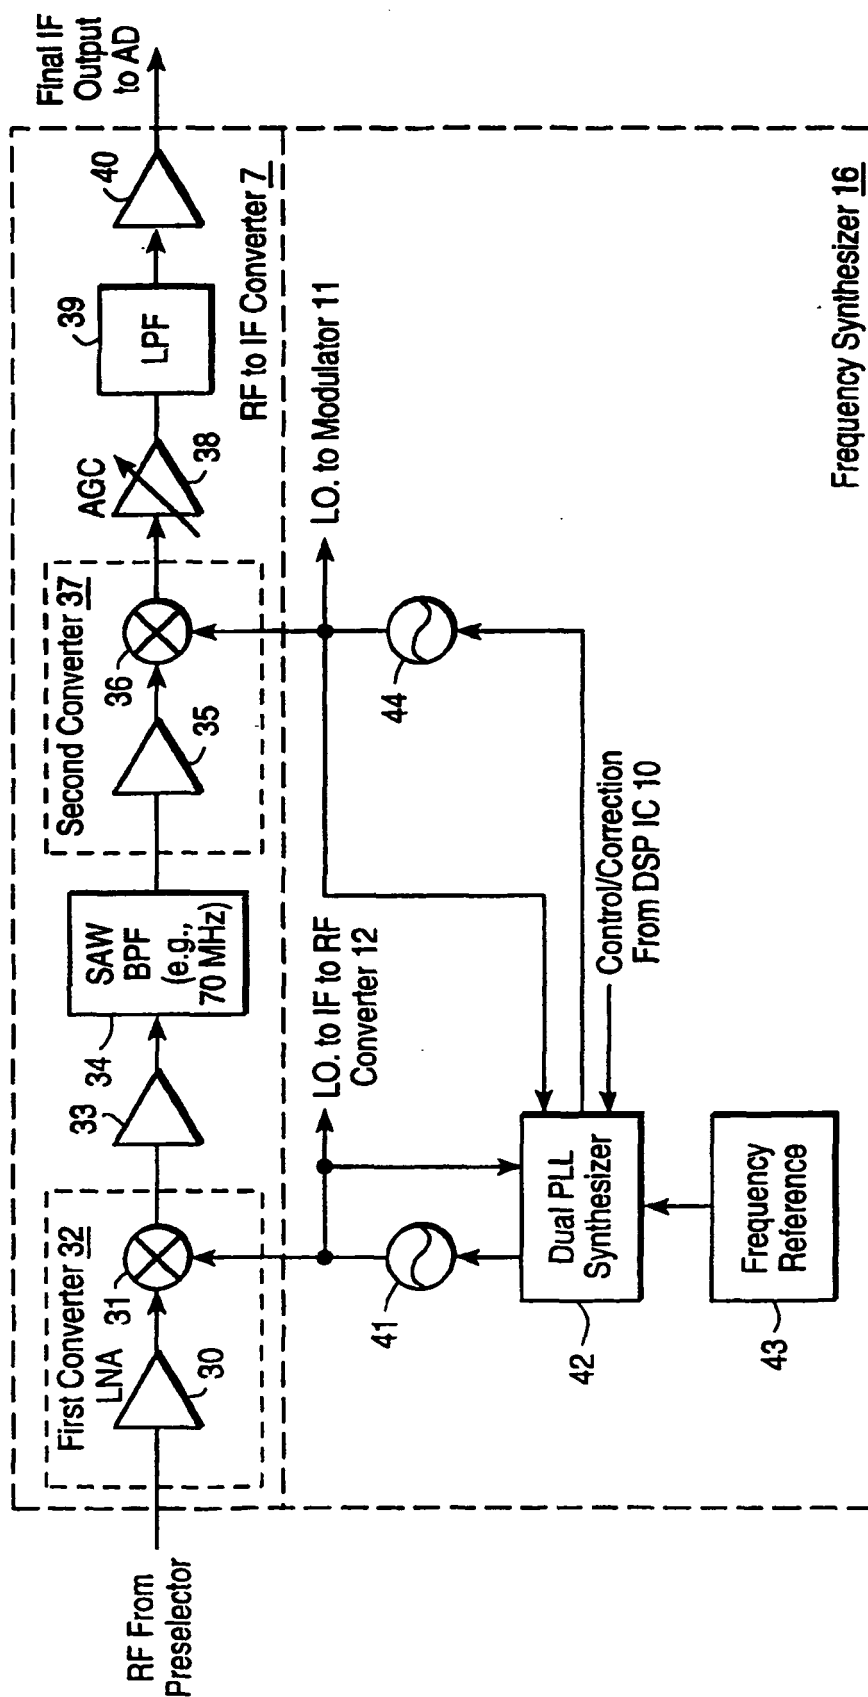 RF From
Preselector
First Converter 32
LNA
30
31
33
34
SAW
BPF
(e.g.,
70 MHz)
Second Converter 37
35
36
AGC
38
39
LPF
40
Final IF
Output
to AD
RF to IF Converter 7
LO. to IF to RF
Converter 12
LO. to Modulator 11
41
44
Dual PLL
Synthesizer
42
Control/Correction
From DSP IC 10
Frequency
Reference
43
Frequency Synthesizer 16